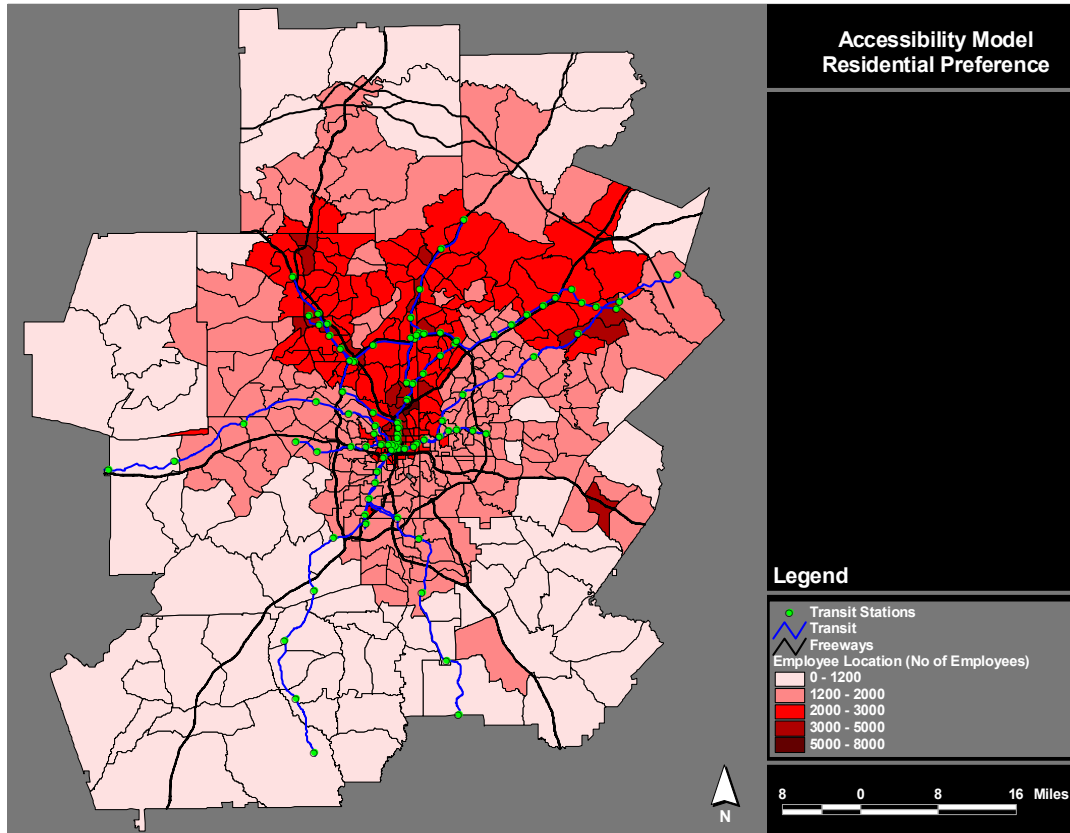 Accessibility Model
Residential Preference
Legend
Transit Stations
Transit
Freeways
Employee Location (No of Employees)
0 - 1200
1200 - 2000
2000 - 3000
3000 - 5000
5000 - 8000
8 0 8 16 Miles
N